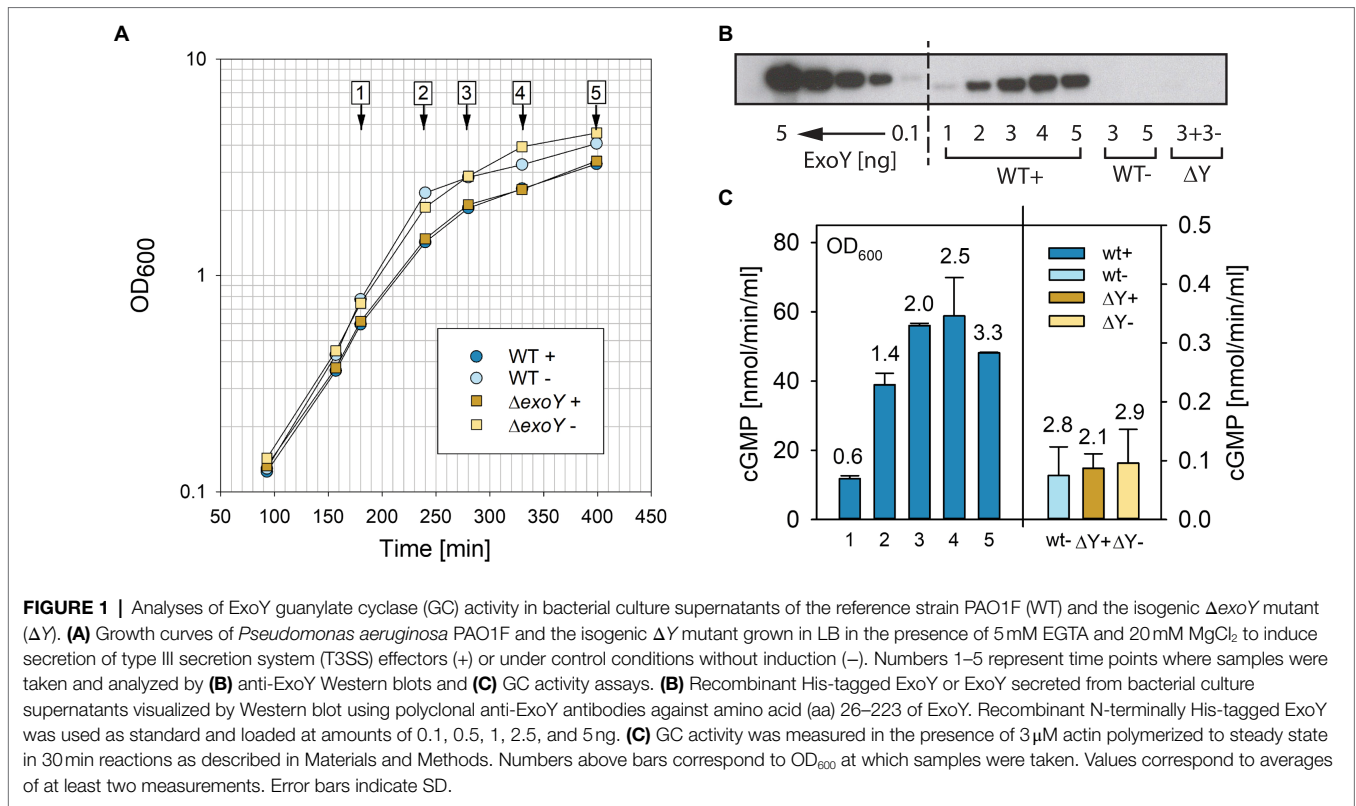 A
10
1
0.1
OD600
1
2
3
4
5
WT +
WT -
ΔexoY +
ΔexoY -
50 100 150 200 250 300 350 400 450
Time [min]
B
5 0.1 1 2 3 4 5 3 5 3+3-
ExoY [ng] WT+ WT- ΔY
C
80
60
40
20
0
cGMP [nmol/min/ml]
OD600
0.6
1.4
2.0
2.5
3.3
1 2 3 4 5
wt+
wt-
ΔY+
ΔY-
2.8
2.1
2.9
wt- ΔY+ ΔY-
0.5
0.4
0.3
0.2
0.1
0.0
cGMP [nmol/min/ml]
FIGURE 1 | Analyses of ExoY guanylate cyclase (GC) activity in bacterial culture supernatants of the reference strain PAO1F (WT) and the isogenic ΔexoY mutant
(ΔY). (A) Growth curves of Pseudomonas aeruginosa PAO1F and the isogenic ΔY mutant grown in LB in the presence of 5 mM EGTA and 20 mM MgCl₂ to induce
secretion of type III secretion system (T3SS) effectors (+) or under control conditions without induction (−). Numbers 1–5 represent time points where samples were
taken and analyzed by (B) anti-ExoY Western blots and (C) GC activity assays. (B) Recombinant His-tagged ExoY or ExoY secreted from bacterial culture
supernatants visualized by Western blot using polyclonal anti-ExoY antibodies against amino acid (aa) 26–223 of ExoY. Recombinant N-terminally His-tagged ExoY
was used as standard and loaded at amounts of 0.1, 0.5, 1, 2.5, and 5 ng. (C) GC activity was measured in the presence of 3 μM actin polymerized to steady state
in 30 min reactions as described in Materials and Methods. Numbers above bars correspond to OD₆₀₀ at which samples were taken. Values correspond to averages
of at least two measurements. Error bars indicate SD.